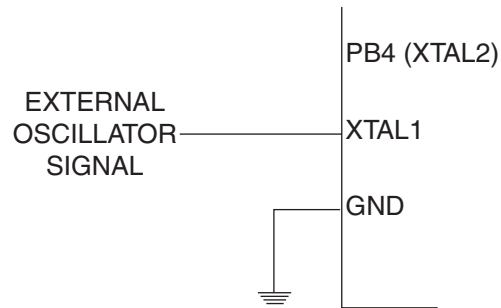 PB4 (XTAL2)
EXTERNAL
OSCILLATOR
SIGNAL
XTAL1
GND